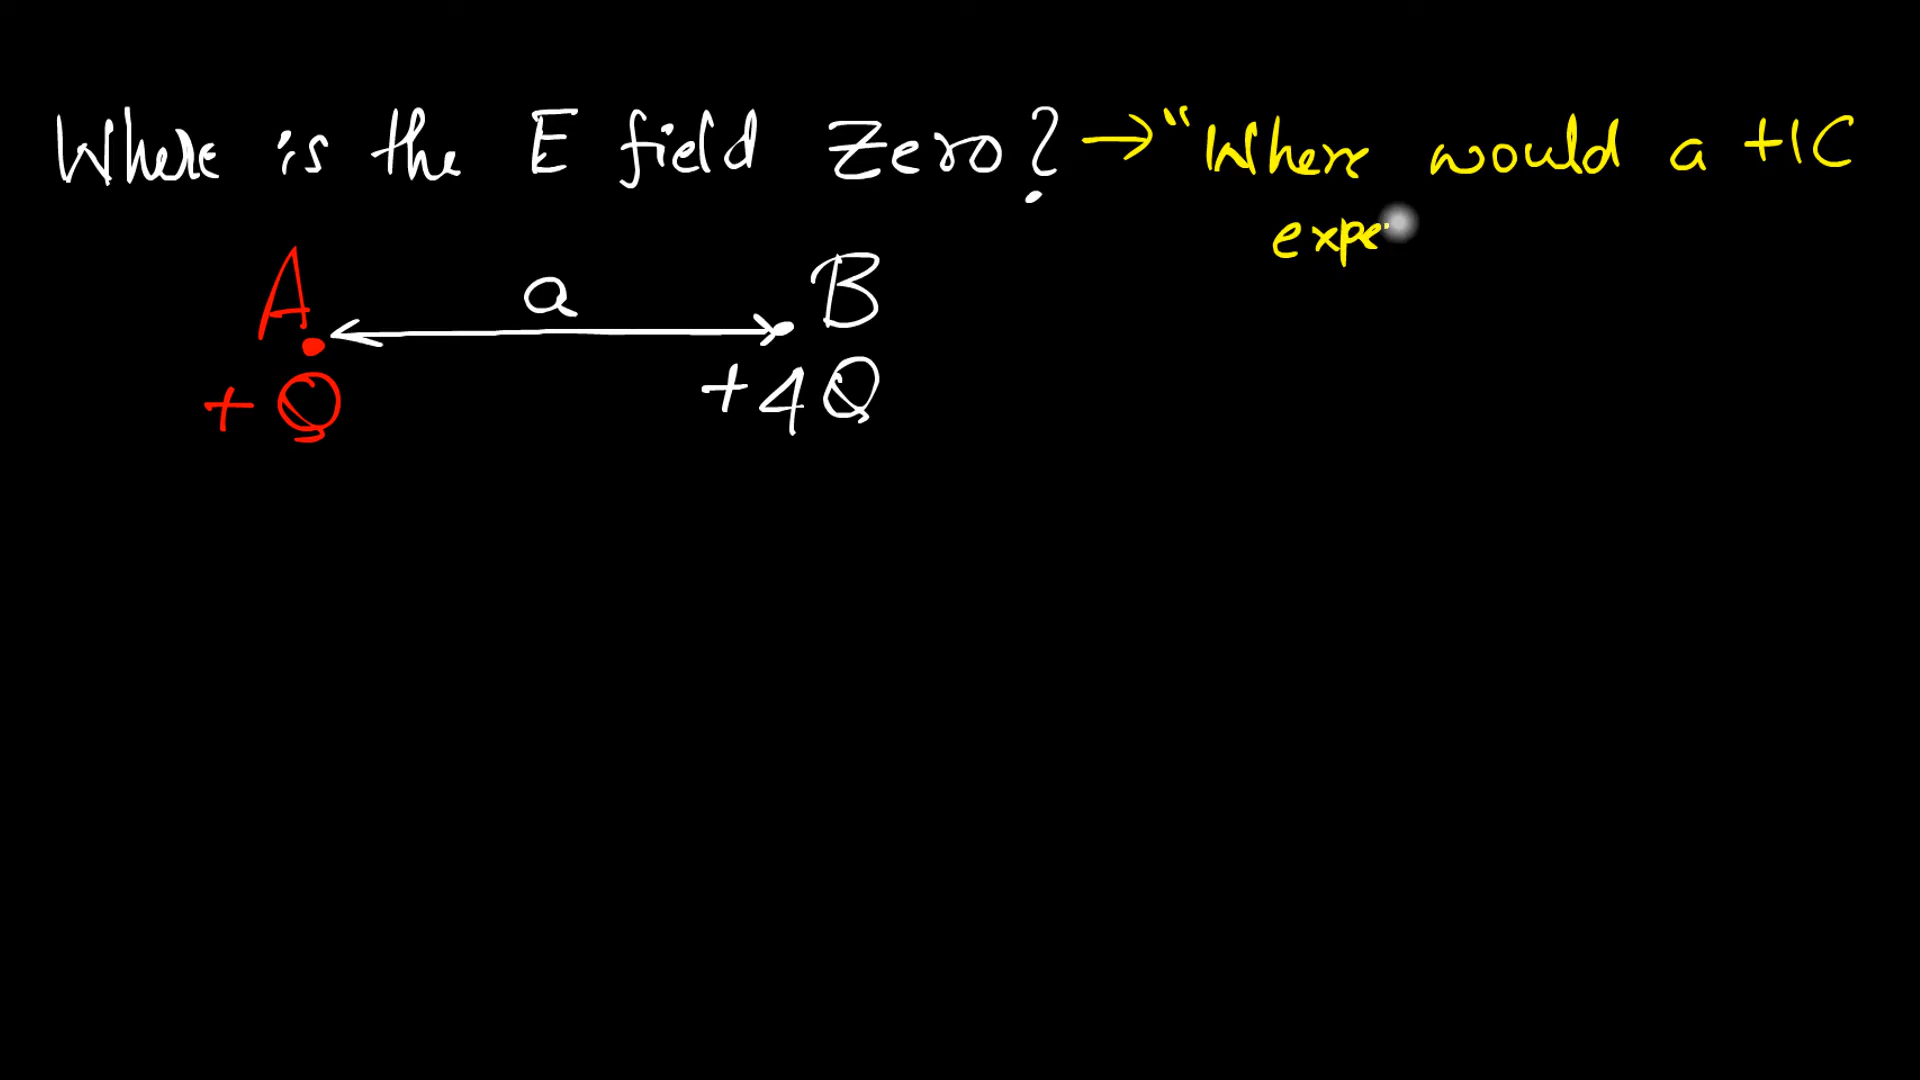 Where is the E field Zero? → "Where would a +1C
expe
A a B
+Q +4Q